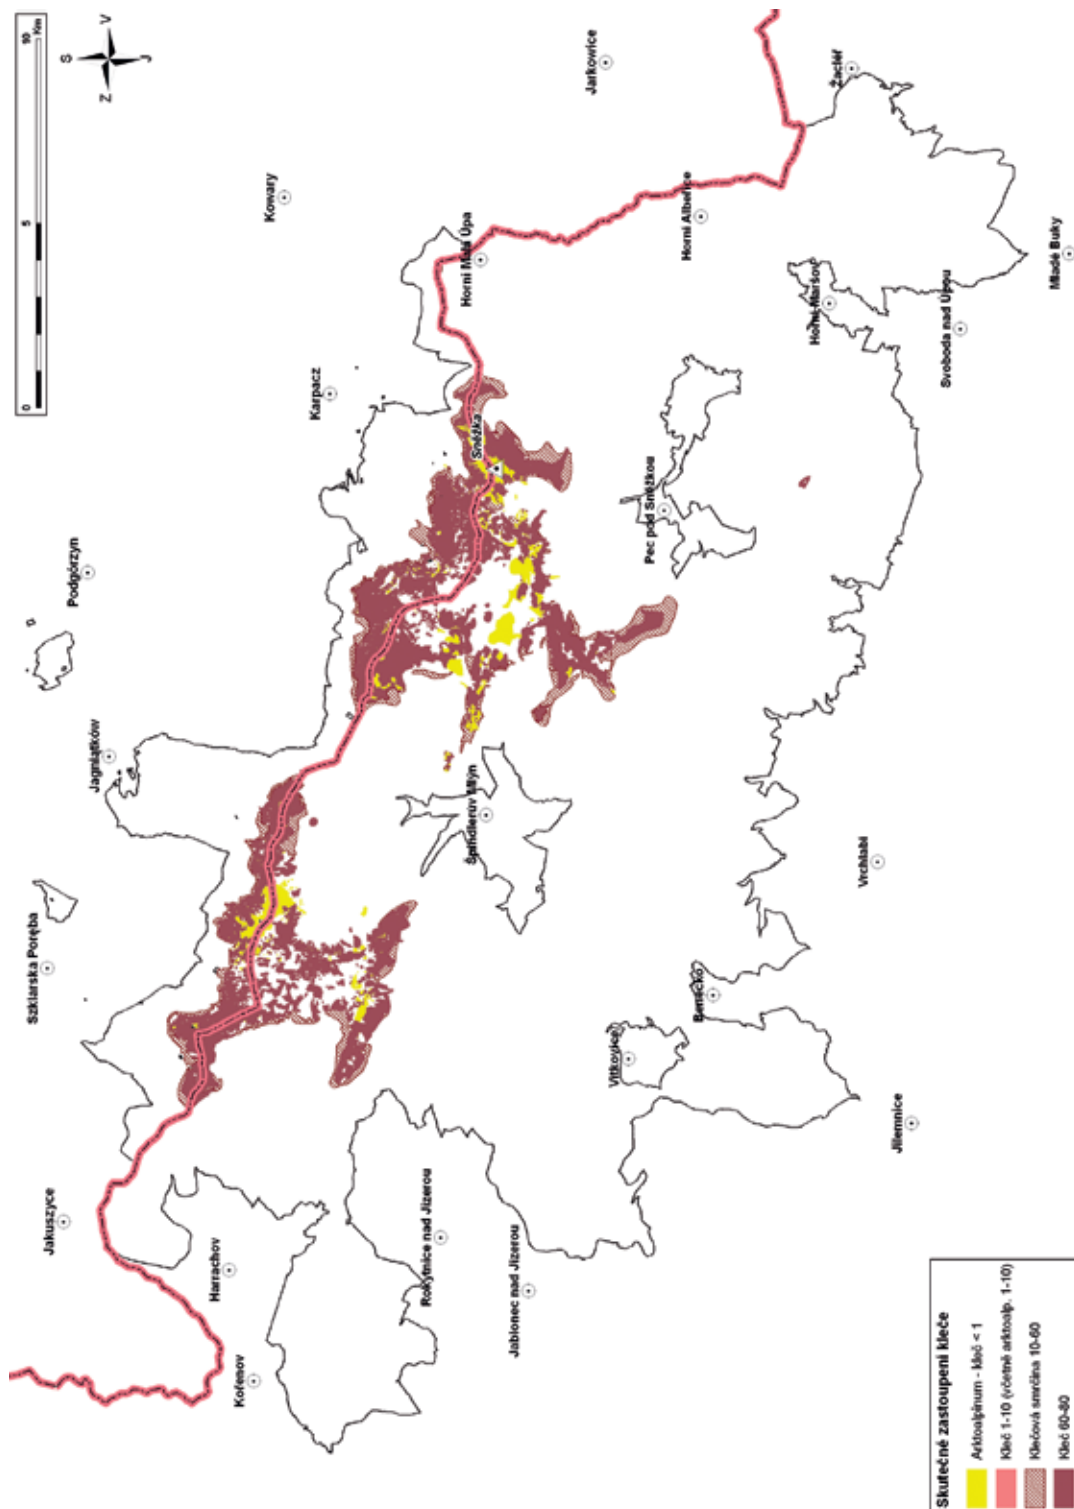 0
5
10
Km
S
V
J
Z
Jarkowice
Žacléř
Kowary
Horní Malá Úpa
Horní Albeřice
Mladé Buky
Horní Maršov
Svoboda nad Úpou
Karpacz
Sněžka
Pec pod Sněžkou
Podgórzyn
Jagniątków
Špindlerův Mlýn
Vrchlabí
Szklarska Poręba
Benecko
Vítkovice
Jilemnice
Jakuszyce
Harrachov
Rokytnice nad Jizerou
Jablonec nad Jizerou
Kořenov
Skutečné zastoupení kleče
Arktoalpinum - kleč < 1
Kleč 1-10 (včetně arktoalp. 1-10)
Klečová smrčina 10-60
Kleč 60-80